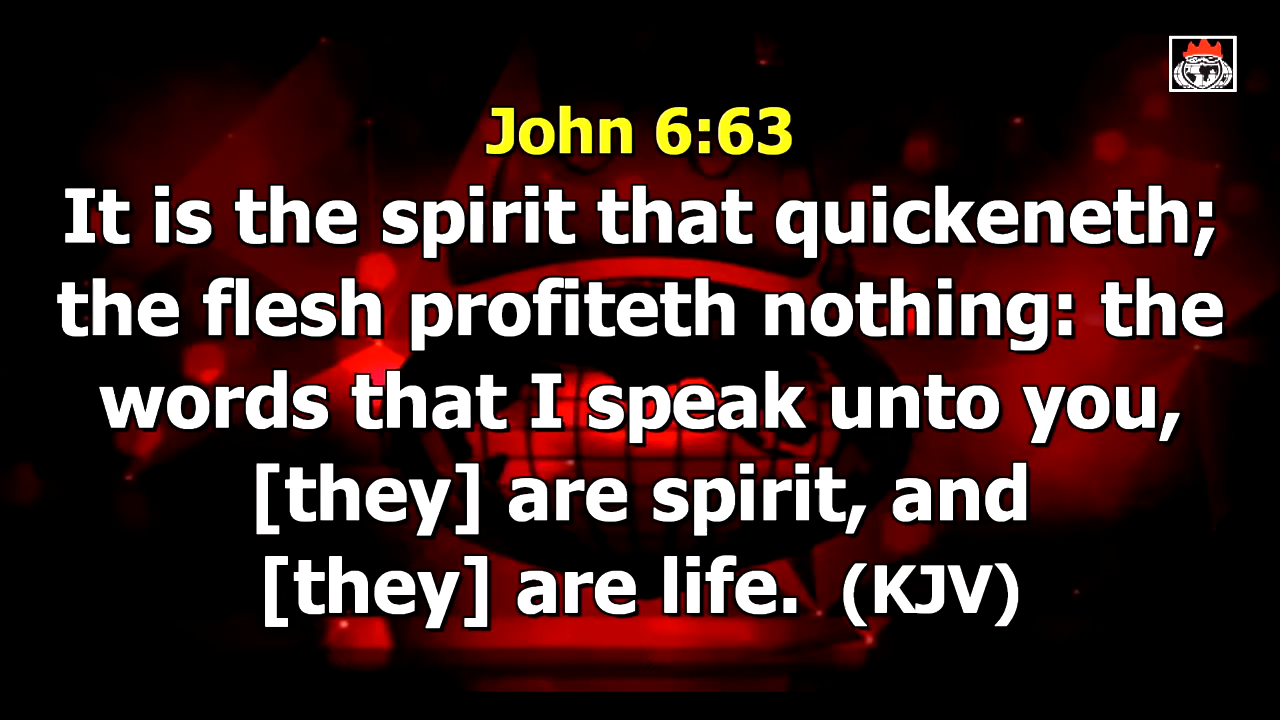 John 6:63
It is the spirit that quickeneth;
the flesh profiteth nothing: the
words that I speak unto you,
[they] are spirit, and
[they] are life. (KJV)